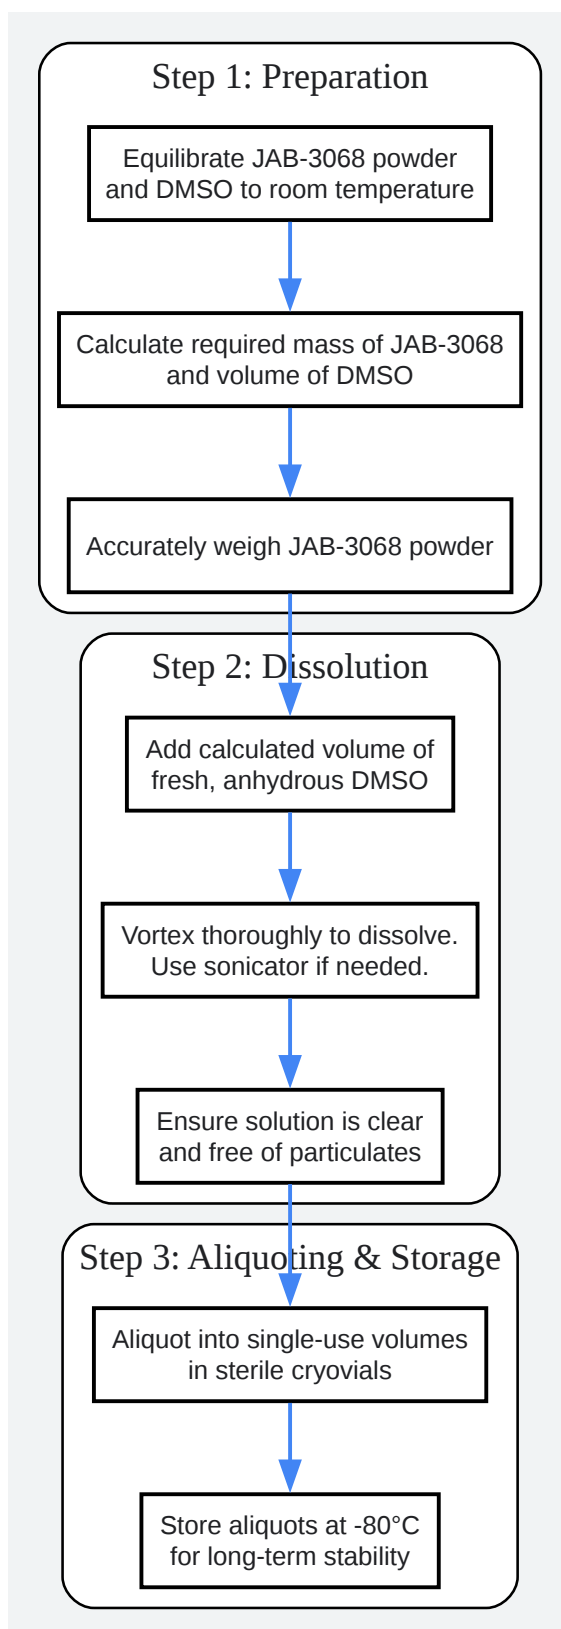 Step 1: Preparation
Equilibrate JAB-3068 powder
and DMSO to room temperature
Calculate required mass of JAB-3068
and volume of DMSO
Accurately weigh JAB-3068 powder
Step 2: Dissolution
Add calculated volume of
fresh, anhydrous DMSO
Vortex thoroughly to dissolve.
Use sonicator if needed.
Ensure solution is clear
and free of particulates
Step 3: Aliquoting & Storage
Aliquot into single-use volumes
in sterile cryovials
Store aliquots at -80°C
for long-term stability